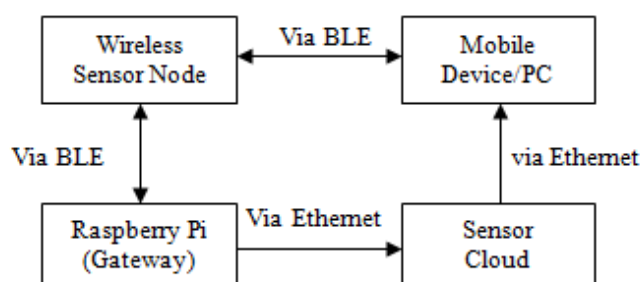 Wireless
Sensor Node
Via BLE
Mobile
Device/PC
Via BLE
via Ethernet
Raspberry Pi
(Gateway)
Via Ethernet
Sensor
Cloud